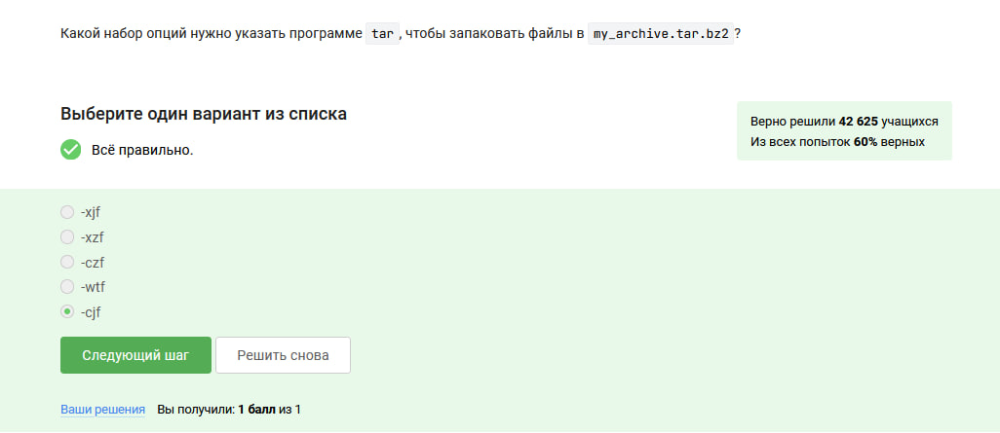 Какой набор опций нужно указать программе tar, чтобы запаковать файлы в my_archive.tar.bz2?
Выберите один вариант из списка
Всё правильно.
Верно решили 42 625 учащихся
Из всех попыток 60% верных
-xjf
-xzf
-czf
-wtf
-cjf
Следующий шаг
Решить снова
Ваши решения Вы получили: 1 балл из 1